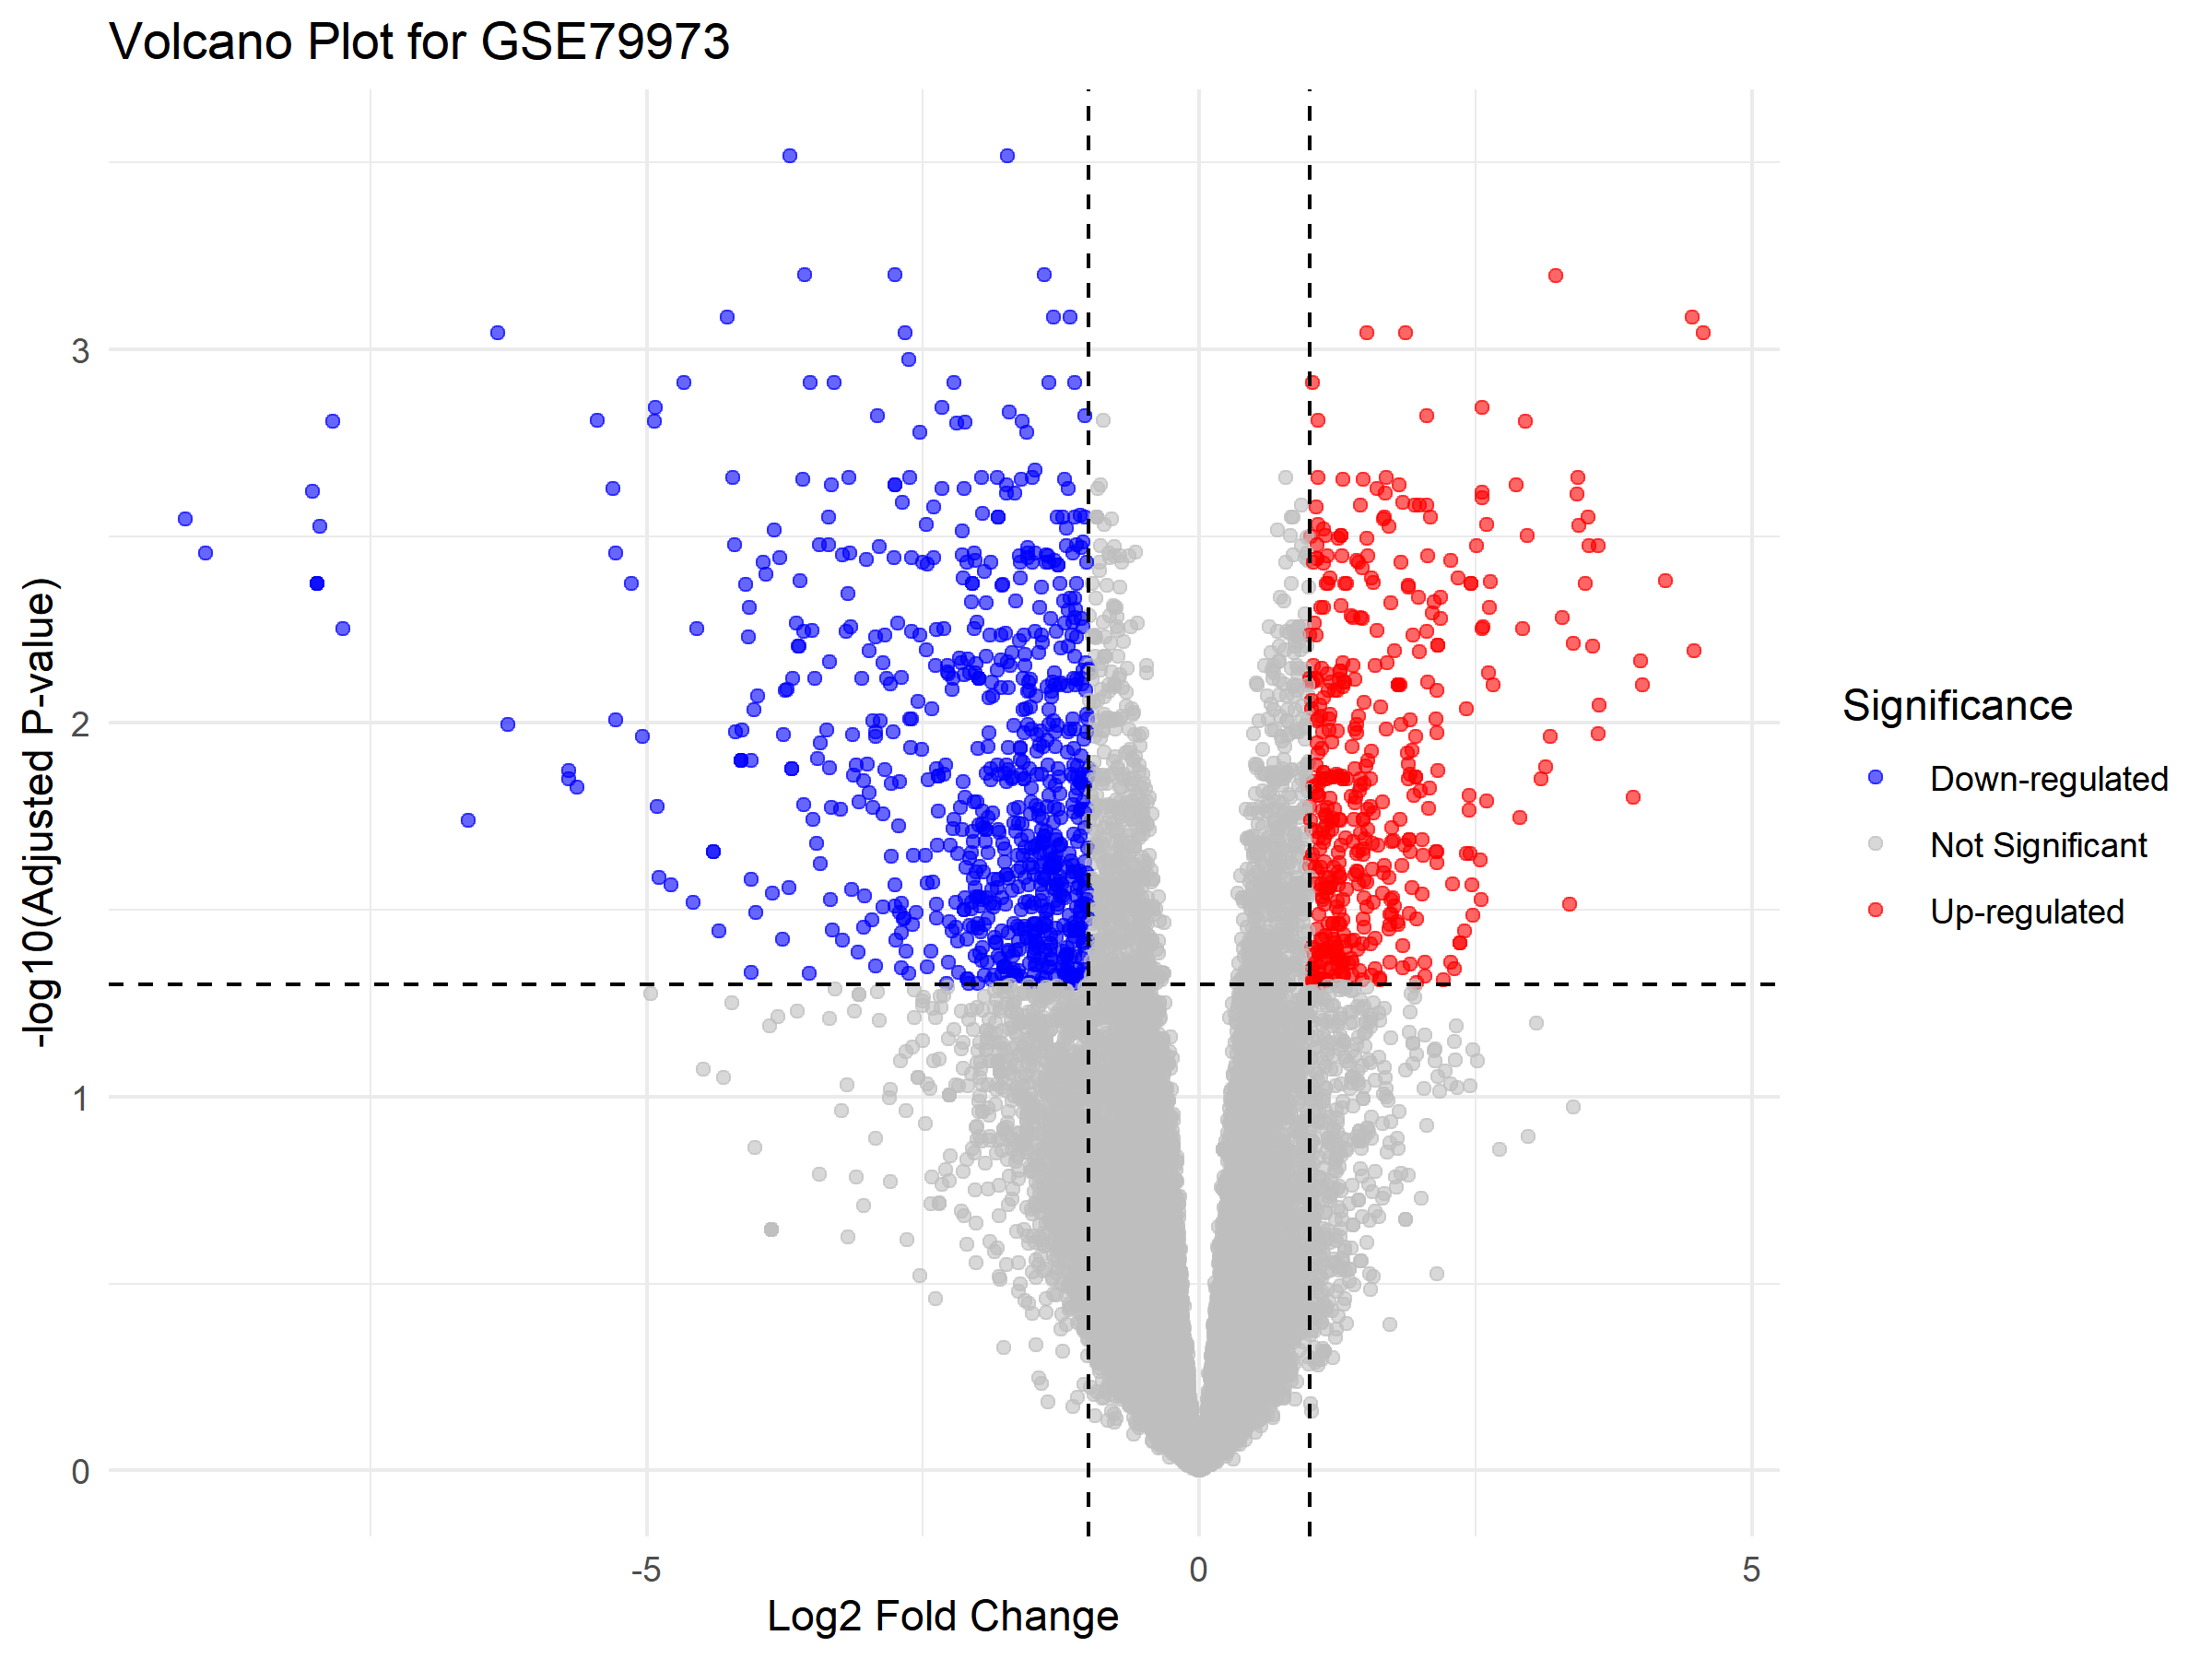 Volcano Plot for GSE79973
-log10(Adjusted P-value)
3
2
1
0
-5
0
5
Log2 Fold Change
Significance
Down-regulated
Not Significant
Up-regulated